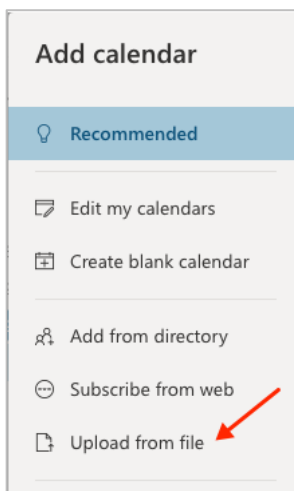 Add calendar
Recommended
Edit my calendars
Create blank calendar
Add from directory
Subscribe from web
Upload from file